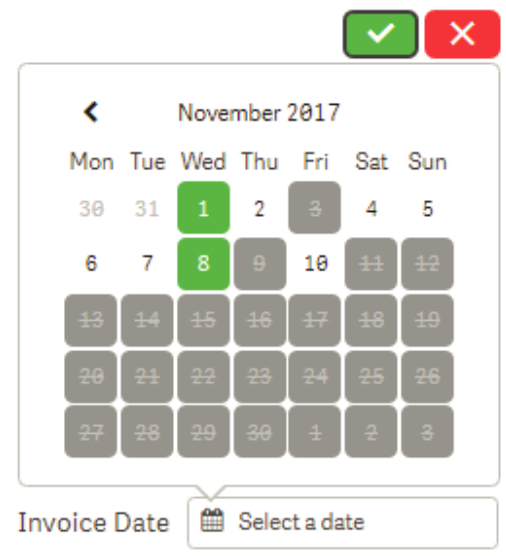 November 2017
Mon Tue Wed Thu Fri Sat Sun
30 31 1 2 3 4 5
6 7 8 9 10 11 12
13 14 15 16 17 18 19
20 21 22 23 24 25 26
27 28 29 30 1 2 3
Invoice Date Select a date